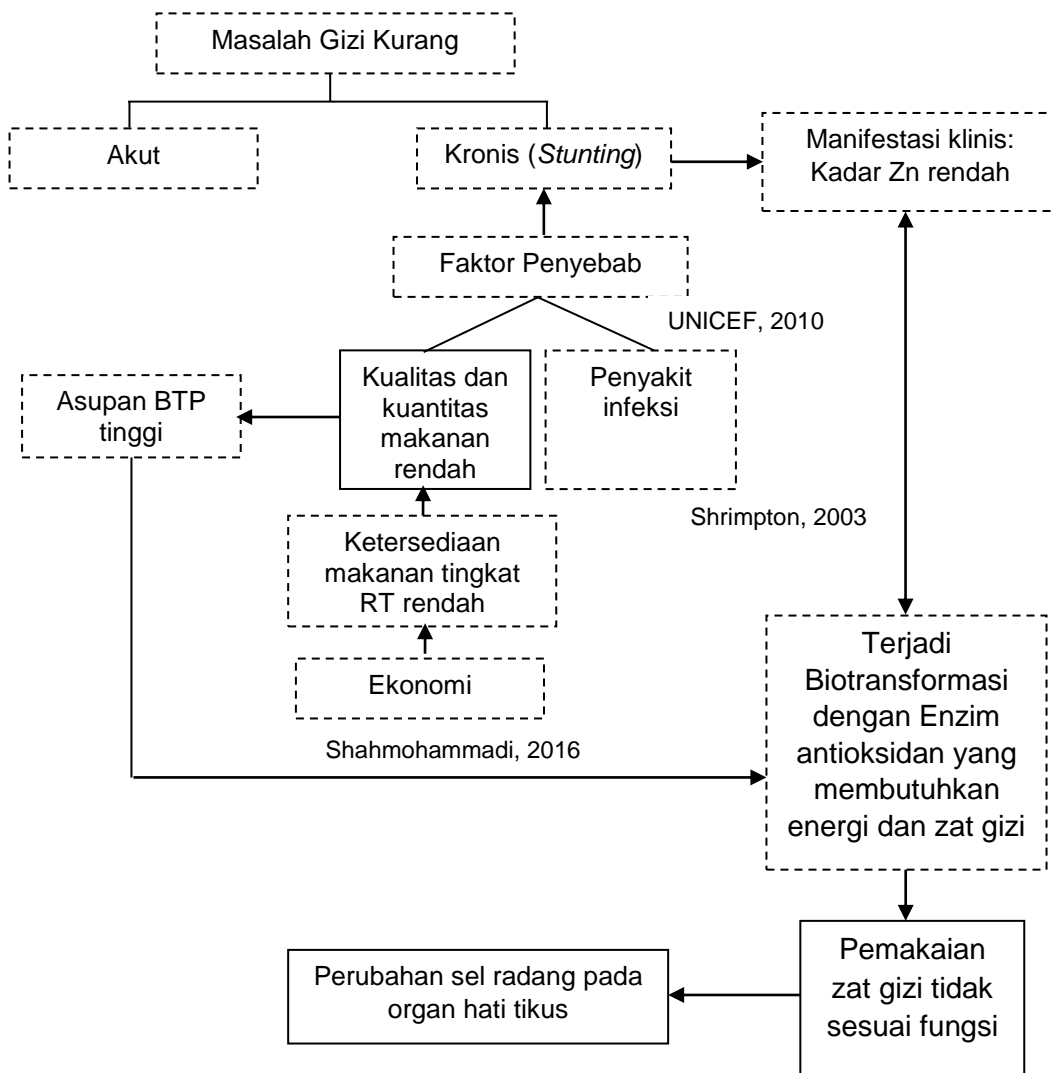 Masalah Gizi Kurang
Akut
Kronis (Stunting)
Manifestasi klinis:
Kadar Zn rendah
Faktor Penyebab
UNICEF, 2010
Asupan BTP
tinggi
Kualitas dan
kuantitas
makanan
rendah
Penyakit
infeksi
Shrimpton, 2003
Ketersediaan
makanan tingkat
RT rendah
Ekonomi
Shahmohammadi, 2016
Terjadi
Biotransformasi
dengan Enzim
antioksidan yang
membutuhkan
energi dan zat gizi
Pemakaian
zat gizi tidak
sesuai fungsi
Perubahan sel radang pada
organ hati tikus